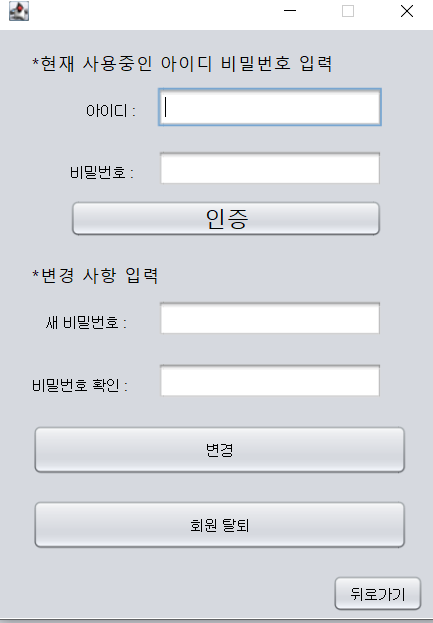 *현재 사용중인 아이디 비밀번호 입력
아이디 :
비밀번호 :
인증
*변경 사항 입력
새 비밀번호 :
비밀번호 확인 :
변경
회원 탈퇴
뒤로가기